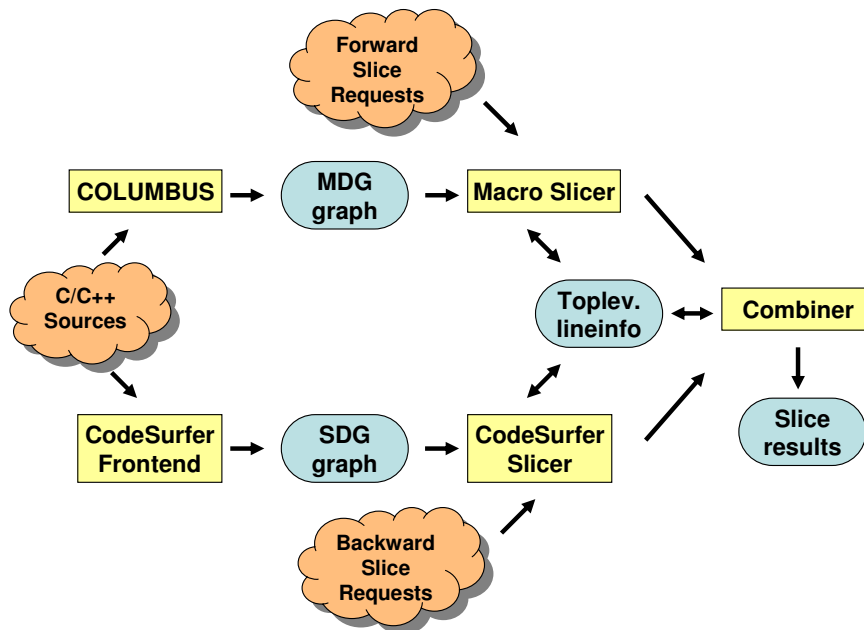 Forward
Slice
Requests
COLUMBUS
MDG
graph
Macro Slicer
C/C++
Sources
Toplev.
lineinfo
Combiner
CodeSurfer
Frontend
SDG
graph
CodeSurfer
Slicer
Slice
results
Backward
Slice
Requests